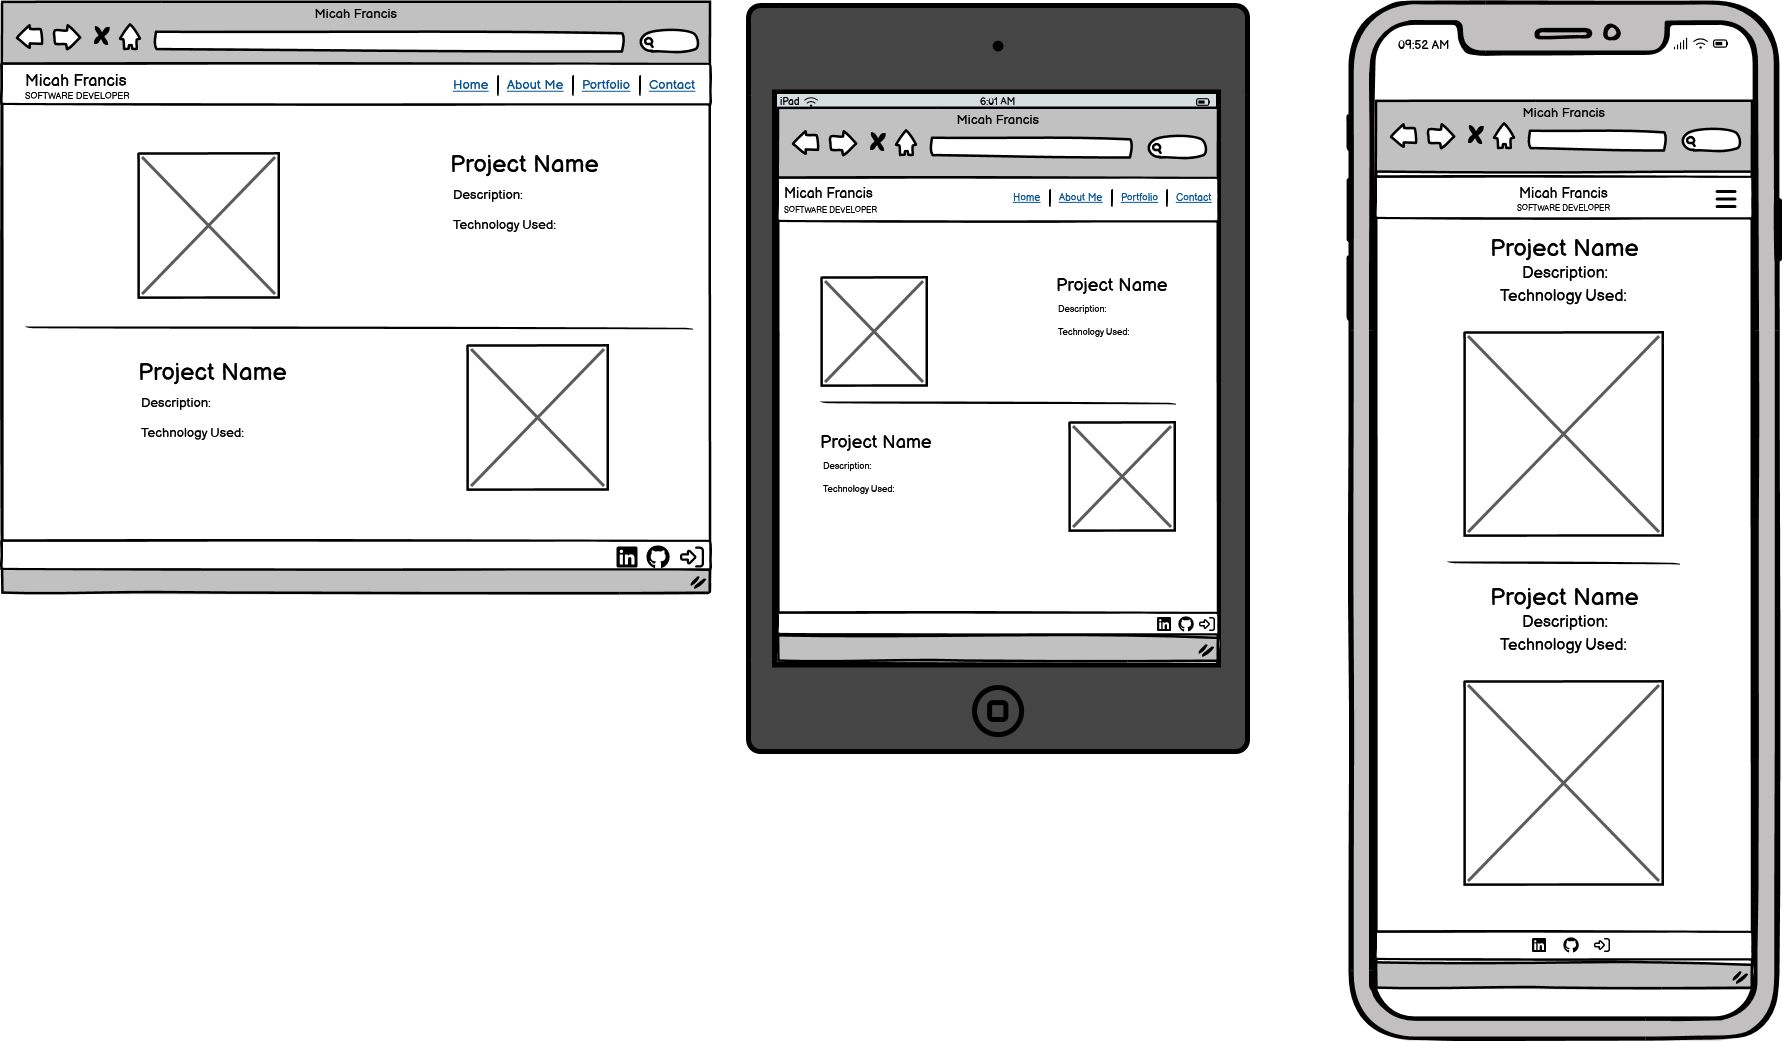 Micah Francis
Micah Francis
SOFTWARE DEVELOPER
Home
About Me
Portfolio
Contact
Project Name
Description:
Technology Used:
Project Name
Description:
Technology Used:
in
iPad
6:01 AM
Micah Francis
Micah Francis
SOFTWARE DEVELOPER
Home
About Me
Portfolio
Contact
Project Name
Description:
Technology Used:
Project Name
Description:
Technology Used:
in
09:52 AM
Micah Francis
Micah Francis
SOFTWARE DEVELOPER
Project Name
Description:
Technology Used:
Project Name
Description:
Technology Used:
in